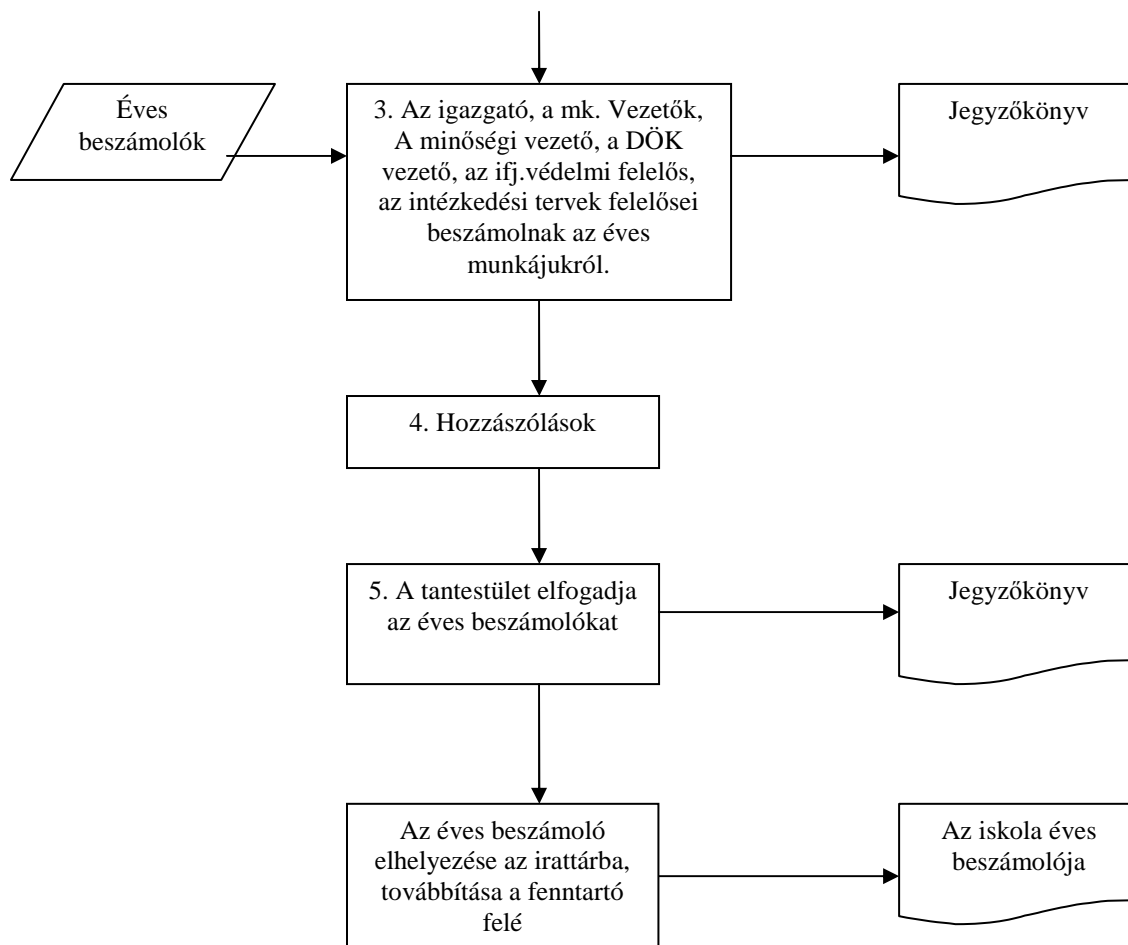 Éves
beszámolók
3. Az igazgató, a mk. Vezetők,
A minőségi vezető, a DÖK
vezető, az ifj.védelmi felelős,
az intézkedési tervek felelősei
beszámolnak az éves
munkájukról.
Jegyzőkönyv
4. Hozzászólások
5. A tantestület elfogadja
az éves beszámolókat
Jegyzőkönyv
Az éves beszámoló
elhelyezése az irattárba,
továbbítása a fenntartó
felé
Az iskola éves
beszámolója